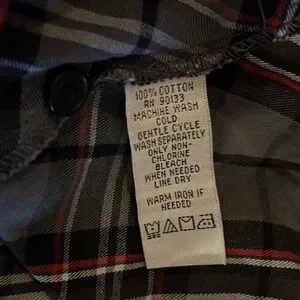 100% COTTON
RN 90133
MACHINE WASH
COLD
GENTLE CYCLE
WASH SEPARATELY
ONLY NON-
CHLORINE
BLEACH
WHEN NEEDED
LINE DRY
WARM IRON IF
NEEDED